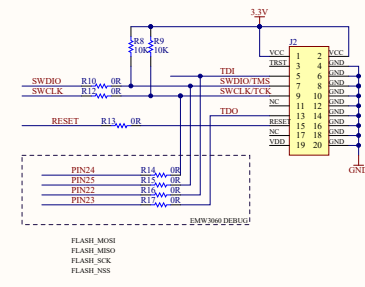 3.3V
R8 R9
10K 10K
J2
VCC 1 2 VCC
TRST 3 4 GND
TDI 5 6 GND
SWDIO R10 0R SWDIO/TMS 7 8 GND
SWCLK R12 0R SWCLK/TCK 9 10 GND
NC 11 12 GND
TDO 13 14 GND
RESET R13 0R RESET 15 16 GND
NC 17 18 GND
VDD 19 20 GND
GND
PIN24 R14 0R
PIN25 R15 0R
PIN22 R16 0R
PIN23 R17 0R
EMW3060 DEBUG
FLASH_MOSI
FLASH_MISO
FLASH_SCK
FLASH_NSS